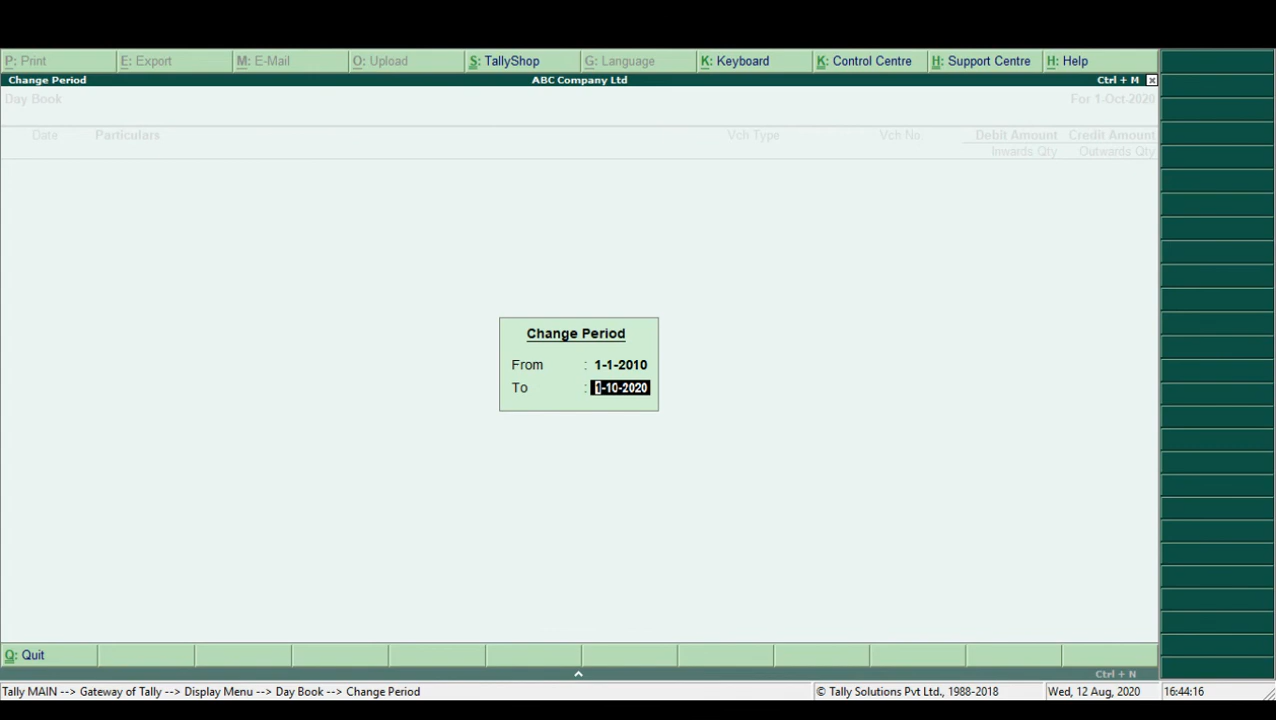 P: Print E: Export M: E-Mail O: Upload S: TallyShop G: Language K: Keyboard K: Control Centre H: Support Centre H: Help
Change Period ABC Company Ltd Ctrl + M
Day Book For 1-Oct-2020
Date Particulars Vch Type Vch No. Debit Amount Credit Amount
Inwards Qty Outwards Qty
Change Period
From : 1-1-2010
To : 1-10-2020
Q: Quit
Ctrl + N
Tally MAIN --> Gateway of Tally --> Display Menu --> Day Book --> Change Period © Tally Solutions Pvt Ltd., 1988-2018 Wed, 12 Aug, 2020 16:44:16